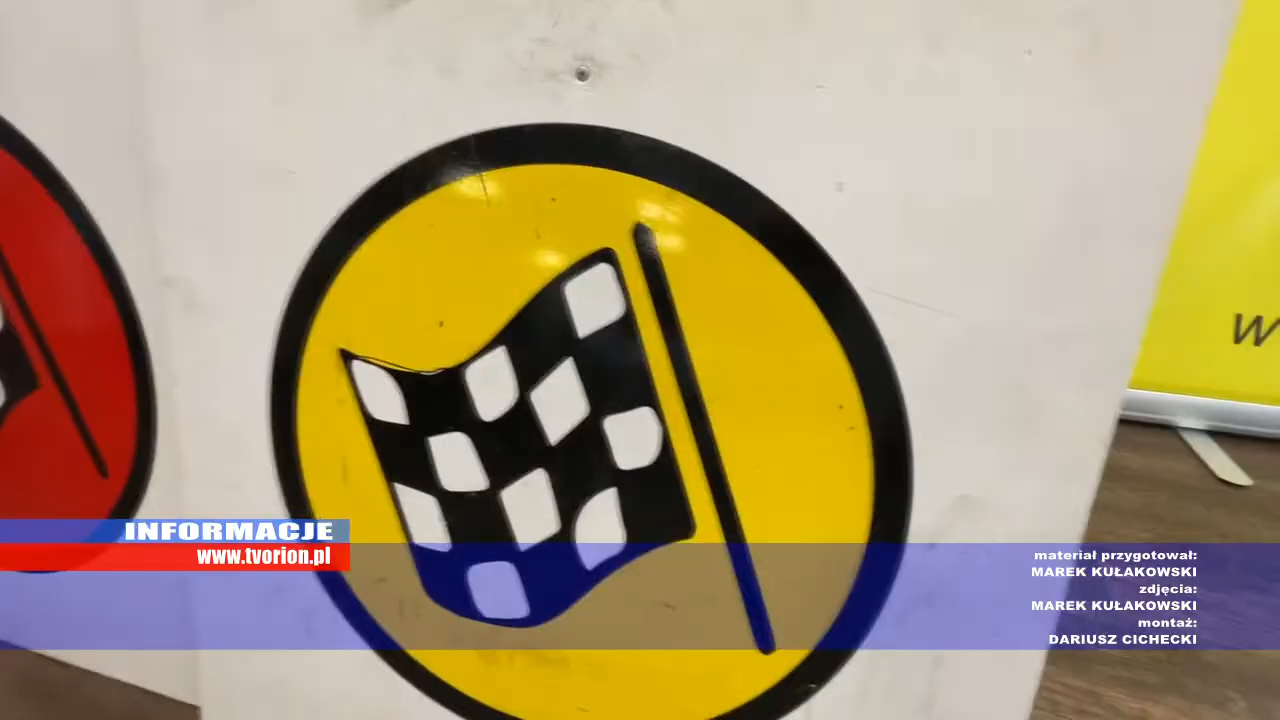 W
INFORMACJE
www.tvorion.pl
materiał przygotował:
MAREK KUŁAKOWSKI
zdjęcia:
MAREK KUŁAKOWSKI
montaż:
DARIUSZ CICHECKI